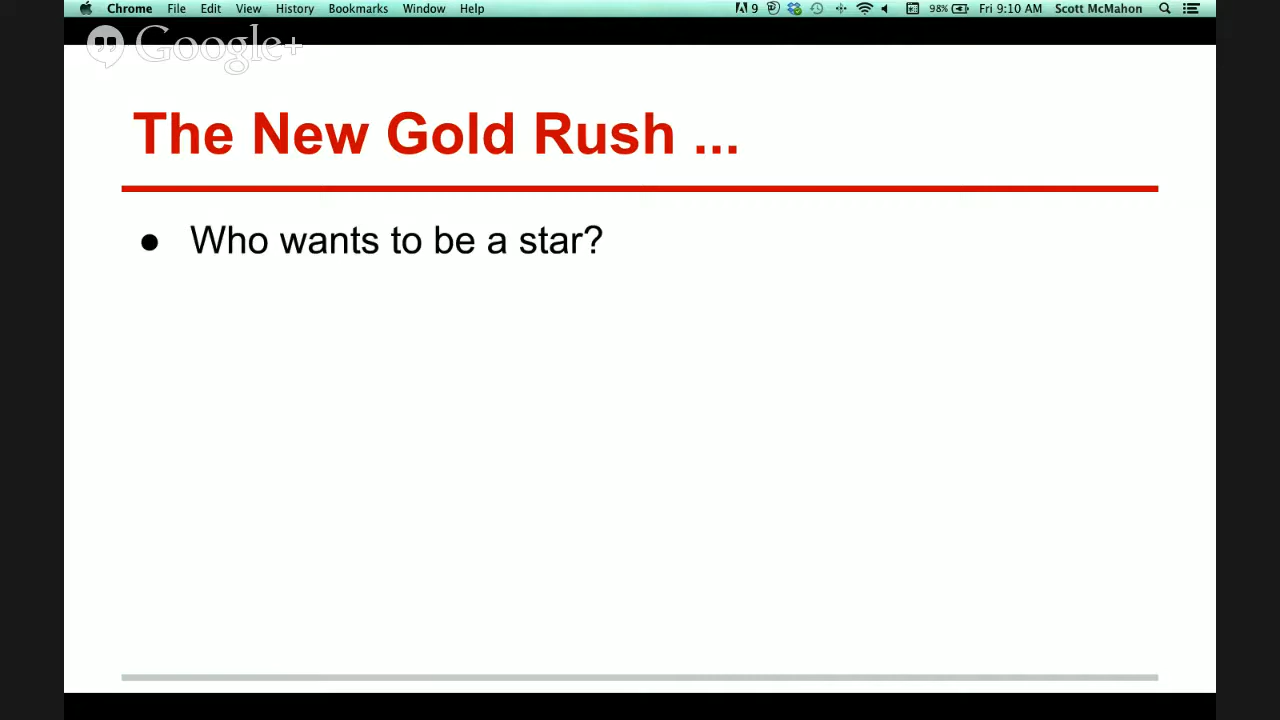 Chrome File Edit View History Bookmarks Window Help 9 98% Fri 9:10 AM Scott McMahon
Google+
The New Gold Rush ...
● Who wants to be a star?